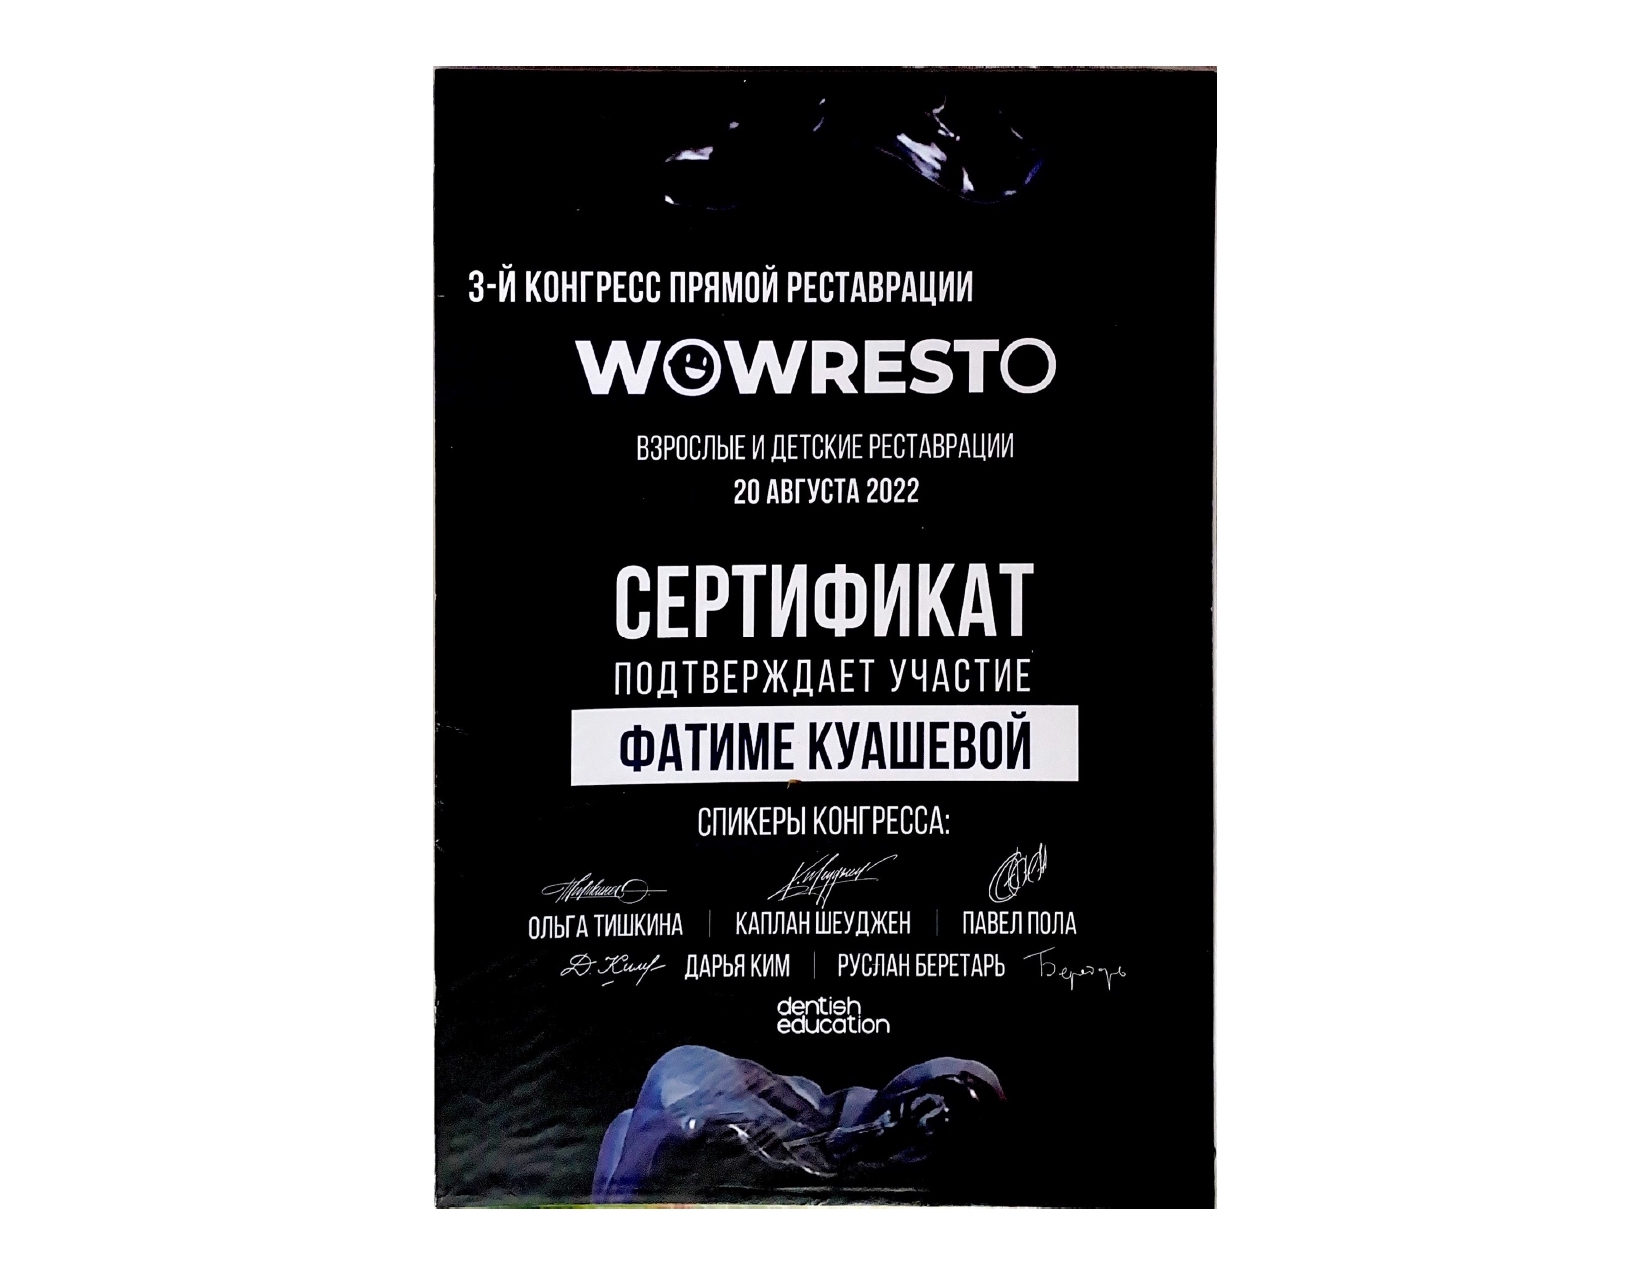 3-Й КОНГРЕСС ПРЯМОЙ РЕСТАВРАЦИИ
WOWRESTO
ВЗРОСЛЫЕ И ДЕТСКИЕ РЕСТАВРАЦИИ
20 АВГУСТА 2022
СЕРТИФИКАТ
ПОДТВЕРЖДАЕТ УЧАСТИЕ
ФАТИМЕ КУАШЕВОЙ
СПИКЕРЫ КОНГРЕССА:
ОЛЬГА ТИШКИНА | КАПЛАН ШЕУДЖЕН | ПАВЕЛ ПОЛА
Д. Ким ДАРЬЯ КИМ | РУСЛАН БЕРЕТАРЬ Беретарь
dentish
education